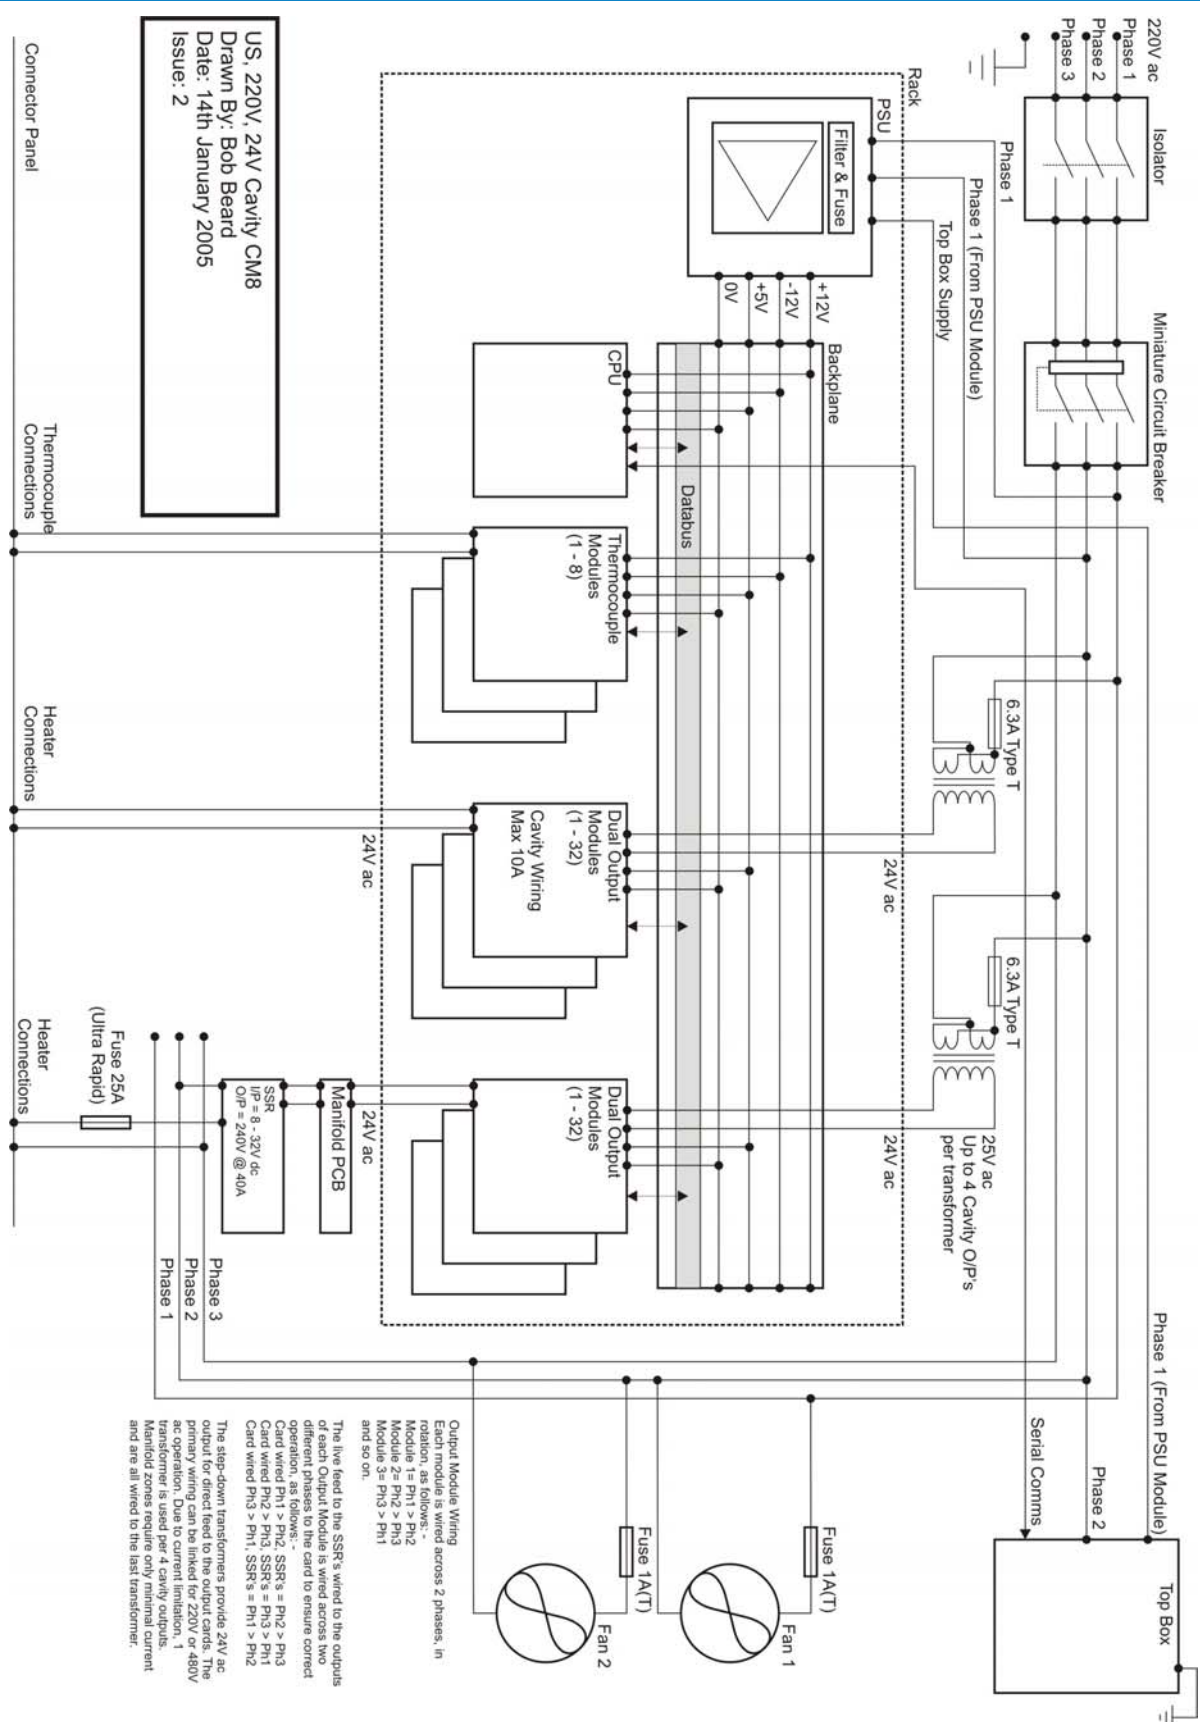 220V ac
Phase 1
Phase 2
Phase 3
Isolator
Miniature Circuit Breaker
Phase 1
Phase 1 (From PSU Module)
Top Box Supply
Rack
PSU
Filter & Fuse
+12V
-12V
+5V
0V
Backplane
Databus
CPU
Thermocouple
Modules
(1 - 8)
Dual Output
Modules
(1 - 32)
Cavity Wiring
Max 10A
Dual Output
Modules
(1 - 32)
6.3A Type T
6.3A Type T
24V ac
24V ac
25V ac
Up to 4 Cavity O/P's
per transformer
Phase 1 (From PSU Module)
Phase 2
Serial Comms
Top Box
Fuse 1A(T)
Fan 1
Fuse 1A(T)
Fan 2
24V ac
24V ac
Manifold PCB
SSR
I/P = 8 - 32V dc
O/P = 240V @ 40A
Phase 3
Phase 2
Phase 1
Fuse 25A
(Ultra Rapid)
Output Module Wiring
Each module is wired across 2 phases, in
rotation, as follows: -
Module 1= Ph1 > Ph2
Module 2= Ph2 > Ph3
Module 3= Ph3 > Ph1
and so on.
The live feed to the SSR's wired to the outputs
of each Output Module is wired across two
different phases to the card to ensure correct
operation, as follows: -
Card wired Ph1 > Ph2, SSR's = Ph2 > Ph3
Card wired Ph2 > Ph3, SSR's = Ph3 > Ph1
Card wired Ph3 > Ph1, SSR's = Ph1 > Ph2
The step-down transformers provide 24V ac
output for direct feed to the output cards. The
primary wiring can be linked for 220V or 480V
ac operation. Due to current limitation, 1
transformer is used per 4 cavity outputs.
Manifold zones require only minimal current
and are all wired to the last transformer.
US, 220V, 24V Cavity CM8
Drawn By: Bob Beard
Date: 14th January 2005
Issue: 2
Connector Panel
Thermocouple
Connections
Heater
Connections
Heater
Connections